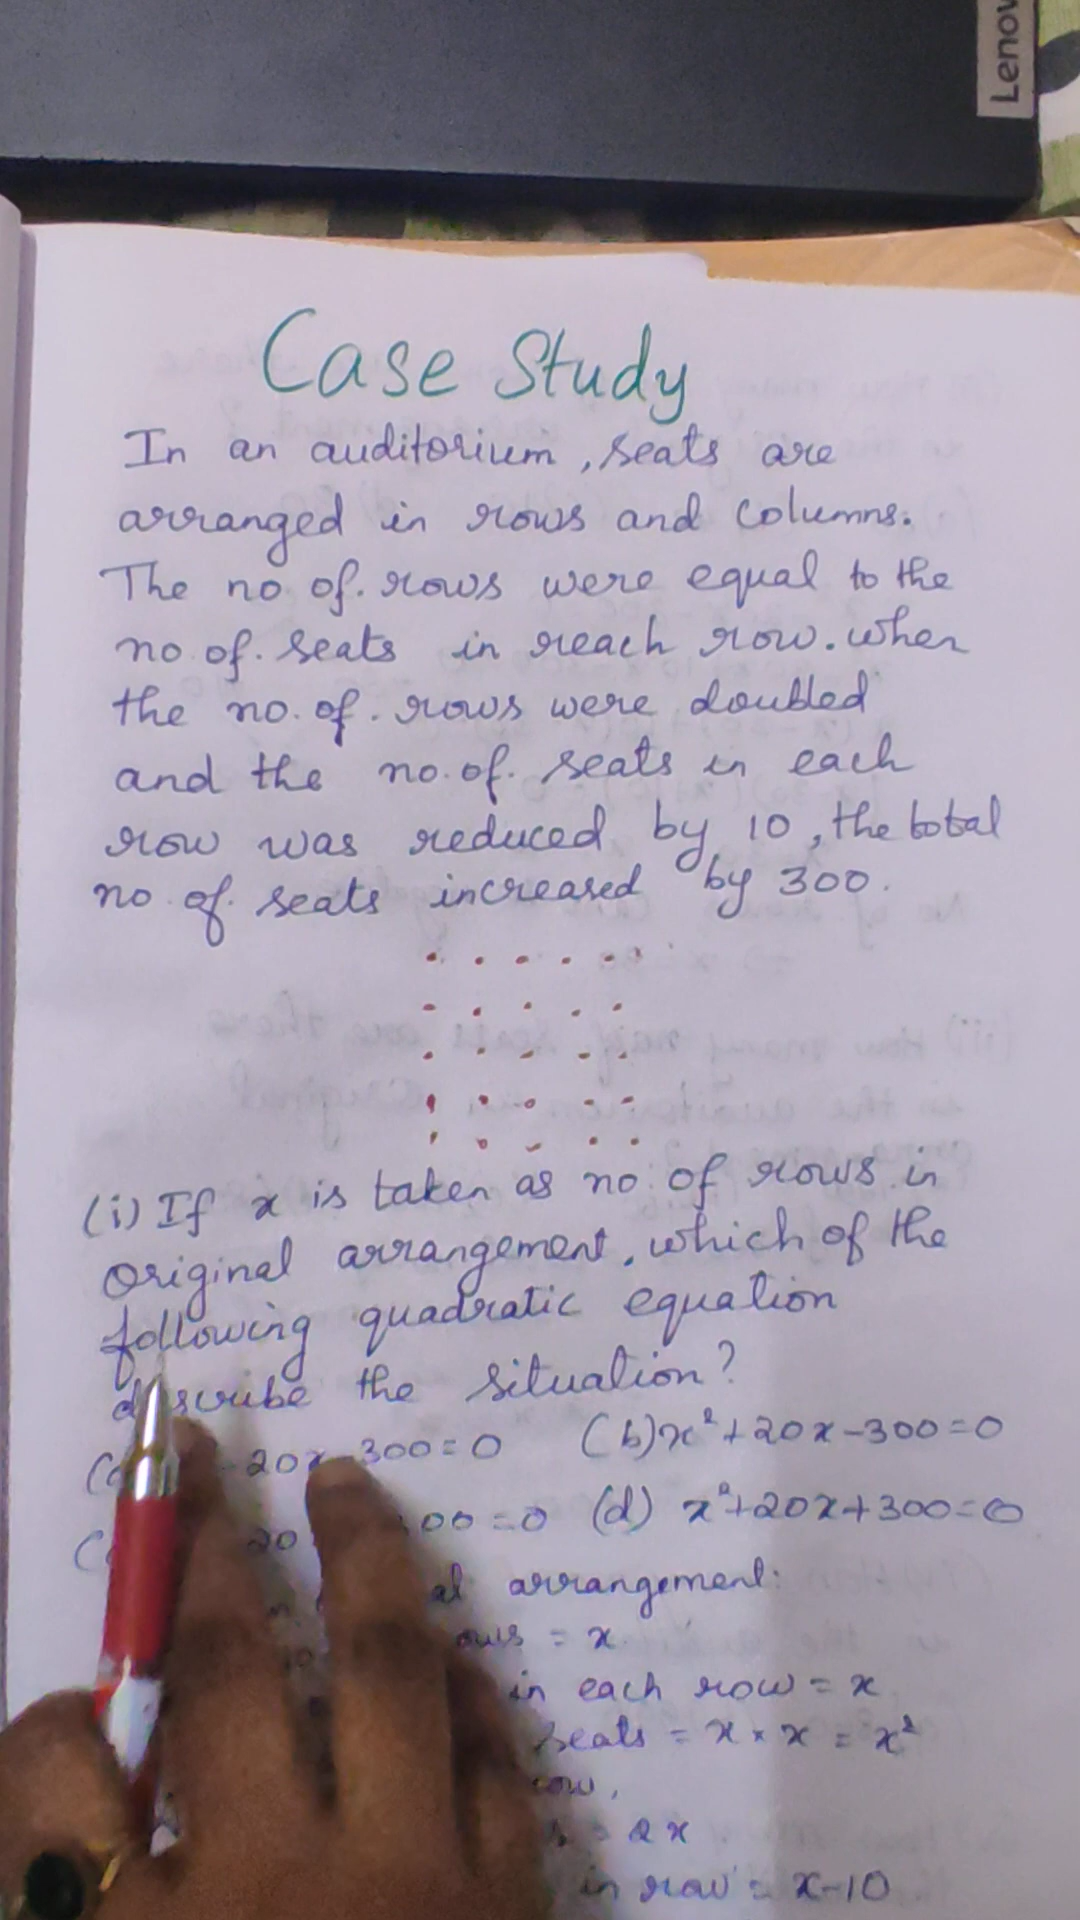 Lenov
Case Study
In an auditorium, seats are
arranged in rows and columns.
The no of. rows were equal to the
no of. seats in reach row. when
the no. of. rows were doubled
and the no. of. seats in each
row was reduced by 10, the total
no of. seats increased by 300.
(i) If x is taken as no of rows in
original arrangement, which of the
following quadratic equation
describe the situation?
-20x-300=0 (b) x²+20x-300=0
20 00=0 (d) x²+20x+300=0
arrangement:
= x
in each row = x
seats = x × x = x²
= 2x
in row = x-10